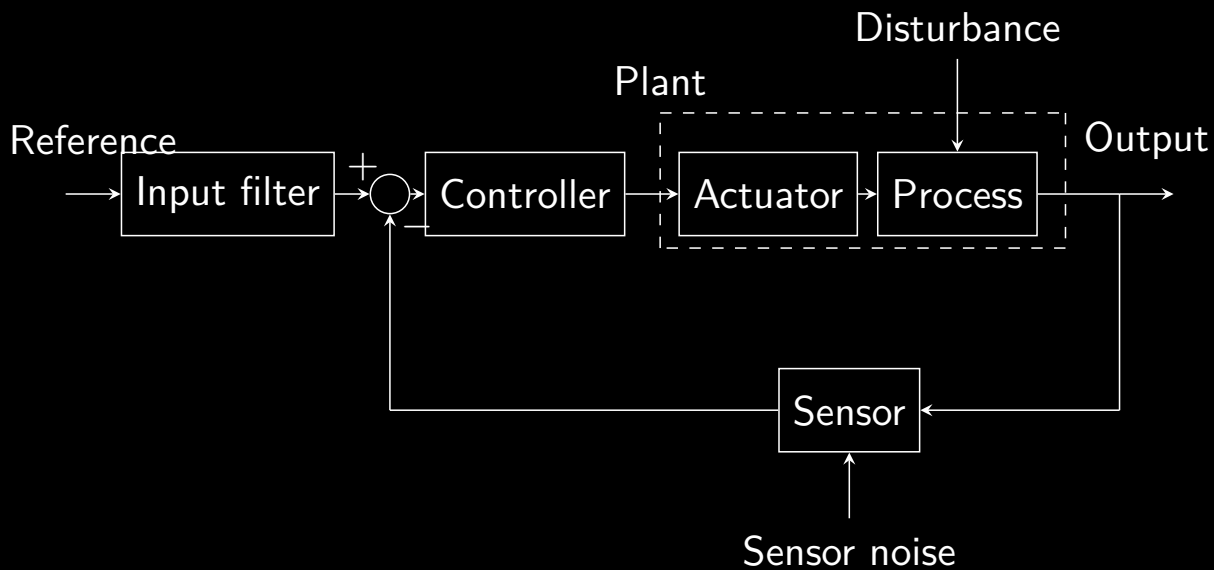 Disturbance
Plant
Reference
Output
Input filter
+
Controller
Actuator
Process
−
Sensor
Sensor noise